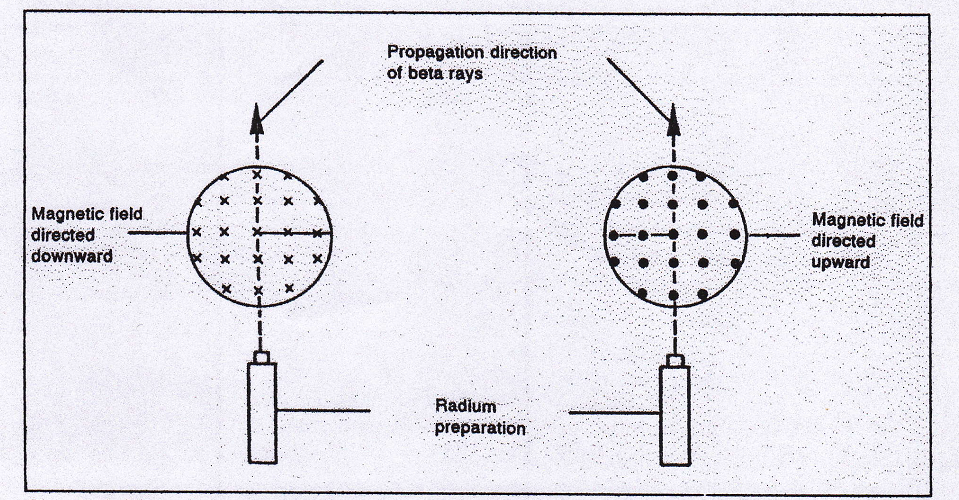 Propagation direction
of beta rays
Magnetic field
directed
downward
Magnetic field
directed
upward
Radium
preparation